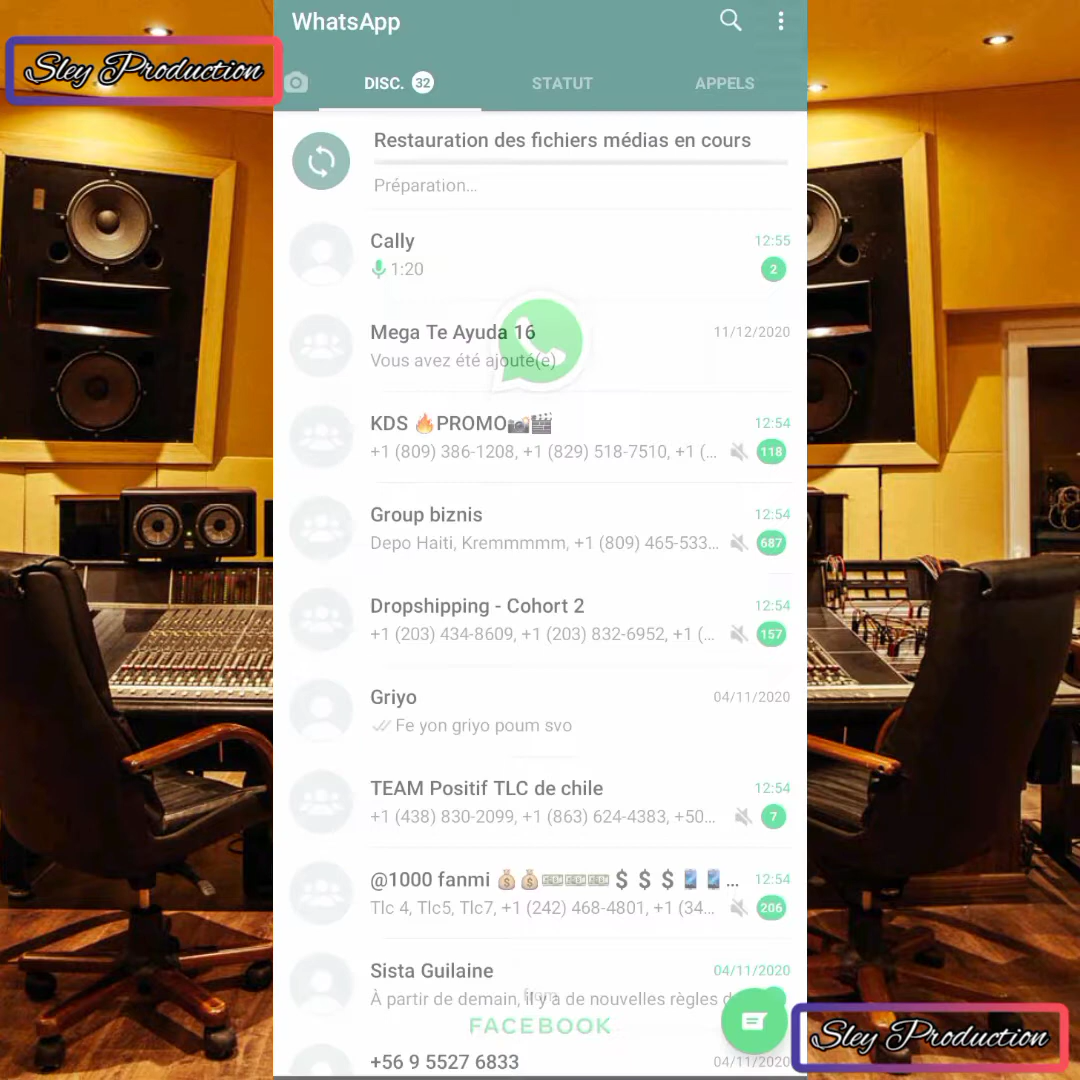 WhatsApp
Sley Production
DISC. 32 STATUT APPELS
Restauration des fichiers médias en cours
Préparation...
Cally 12:55
1:20 2
Mega Te Ayuda 16 11/12/2020
Vous avez été ajouté(e)
KDS 🔥PROMO📸🎬 12:54
+1 (809) 386-1208, +1 (829) 518-7510, +1 (... 118
Group biznis 12:54
Depo Haiti, Kremmmmm, +1 (809) 465-533... 687
Dropshipping - Cohort 2 12:54
+1 (203) 434-8609, +1 (203) 832-6952, +1 (... 157
Griyo 04/11/2020
Fe yon griyo poum svo
TEAM Positif TLC de chile 12:54
+1 (438) 830-2099, +1 (863) 624-4383, +50... 7
@1000 fanmi 💰💰💵💵💵💲💲💲📱📱... 12:54
Tlc 4, Tlc5, Tlc7, +1 (242) 468-4801, +1 (34... 206
Sista Guilaine 04/11/2020
from
À partir de demain, il y a de nouvelles règles d
FACEBOOK
Sley Production
+56 9 5527 6833 04/11/2020